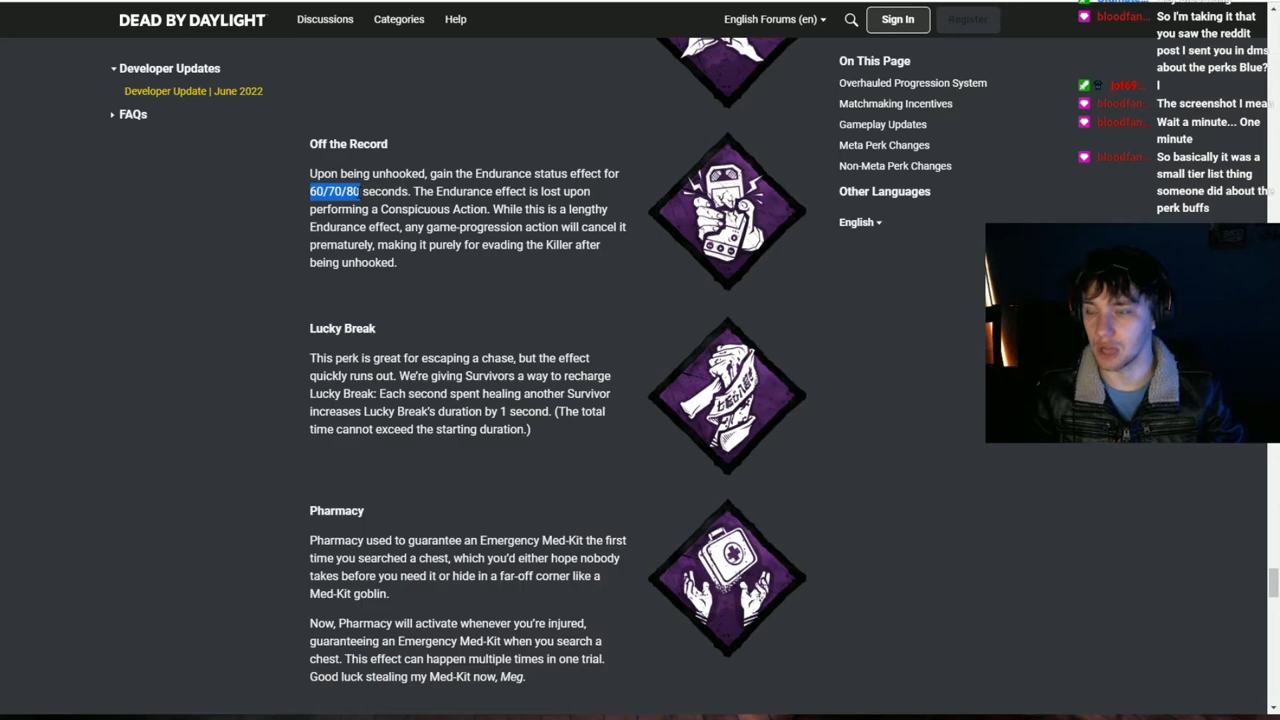 DEAD BY DAYLIGHT
Discussions
Categories
Help
English Forums (en)
Sign In
Register
Developer Updates
Developer Update | June 2022
FAQs
Off the Record
Upon being unhooked, gain the Endurance status effect for
60/70/80 seconds. The Endurance effect is lost upon
performing a Conspicuous Action. While this is a lengthy
Endurance effect, any game-progression action will cancel it
prematurely, making it purely for evading the Killer after
being unhooked.
Lucky Break
This perk is great for escaping a chase, but the effect
quickly runs out. We're giving Survivors a way to recharge
Lucky Break: Each second spent healing another Survivor
increases Lucky Break's duration by 1 second. (The total
time cannot exceed the starting duration.)
Pharmacy
Pharmacy used to guarantee an Emergency Med-Kit the first
time you searched a chest, which you'd either hope nobody
takes before you need it or hide in a far-off corner like a
Med-Kit goblin.
Now, Pharmacy will activate whenever you're injured,
guaranteeing an Emergency Med-Kit when you search a
chest. This effect can happen multiple times in one trial.
Good luck stealing my Med-Kit now, Meg.
On This Page
Overhauled Progression System
Matchmaking Incentives
Gameplay Updates
Meta Perk Changes
Non-Meta Perk Changes
Other Languages
English
bloodfan... So I'm taking it that
you saw the reddit
post I sent you in dms
about the perks Blue?
jof69... I
bloodfan... The screenshot I mea
bloodfan... Wait a minute... One
minute
bloodfan... So basically it was a
small tier list thing
someone did about the
perk buffs